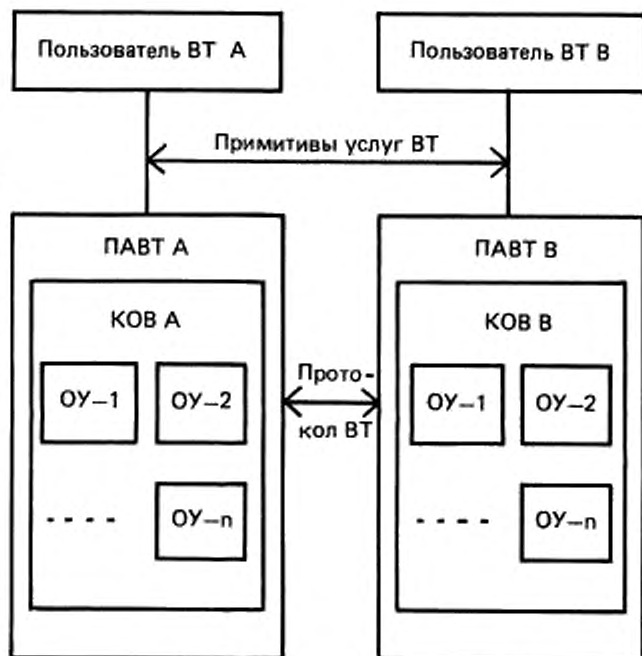 Пользователь ВТ А
Пользователь ВТ В
Примитивы услуг ВТ
ПАВТ А
ПАВТ В
КОВ А
КОВ В
ОУ—1
ОУ—2
Прото-
кол ВТ
ОУ—1
ОУ—2
- - - -
ОУ—n
- - - -
ОУ—n